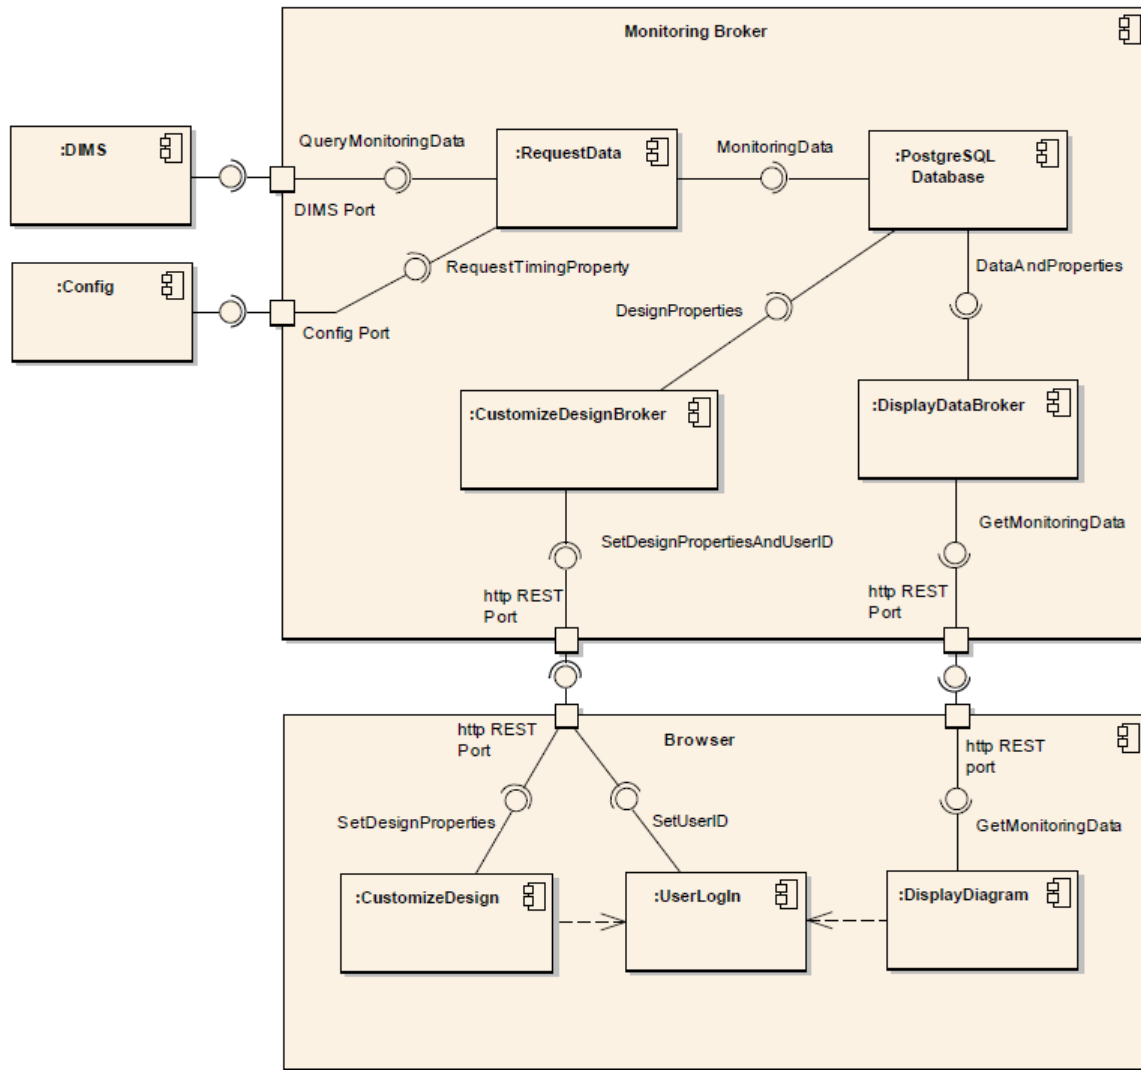 Monitoring Broker
:DIMS
QueryMonitoringData
:RequestData
MonitoringData
:PostgreSQL
Database
DIMS Port
:Config
RequestTimingProperty
DataAndProperties
DesignProperties
Config Port
:CustomizeDesignBroker
:DisplayDataBroker
SetDesignPropertiesAndUserID
GetMonitoringData
http REST
Port
http REST
Port
http REST
Port
Browser
http REST
port
SetDesignProperties
SetUserID
GetMonitoringData
:CustomizeDesign
:UserLogIn
:DisplayDiagram